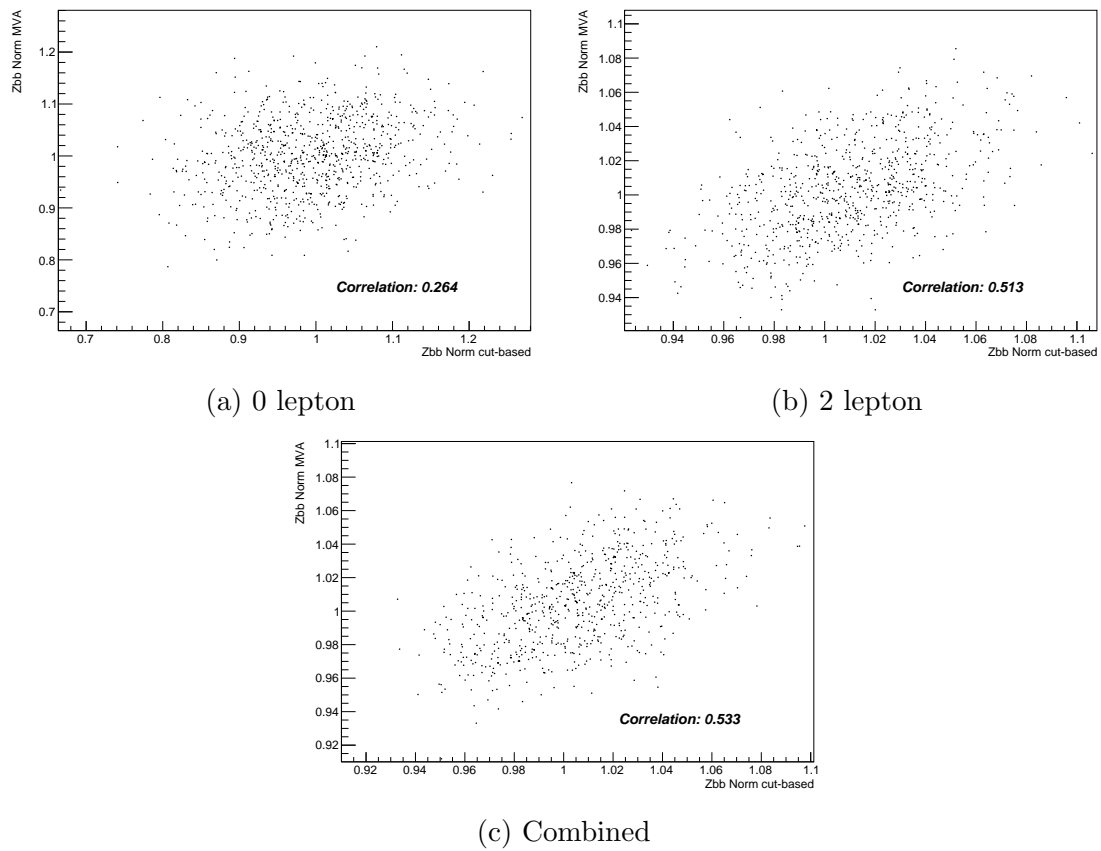 Zbb Norm MVA
1.2
1.1
1
0.9
0.8
0.7
Correlation: 0.264
0.7 0.8 0.9 1 1.1 1.2
Zbb Norm cut-based
(a) 0 lepton
Zbb Norm MVA
1.1
1.08
1.06
1.04
1.02
1
0.98
0.96
0.94
Correlation: 0.513
0.94 0.96 0.98 1 1.02 1.04 1.06 1.08 1.1
Zbb Norm cut-based
(b) 2 lepton
Zbb Norm MVA
1.1
1.08
1.06
1.04
1.02
1
0.98
0.96
0.94
0.92
Correlation: 0.533
0.92 0.94 0.96 0.98 1 1.02 1.04 1.06 1.08 1.1
Zbb Norm cut-based
(c) Combined